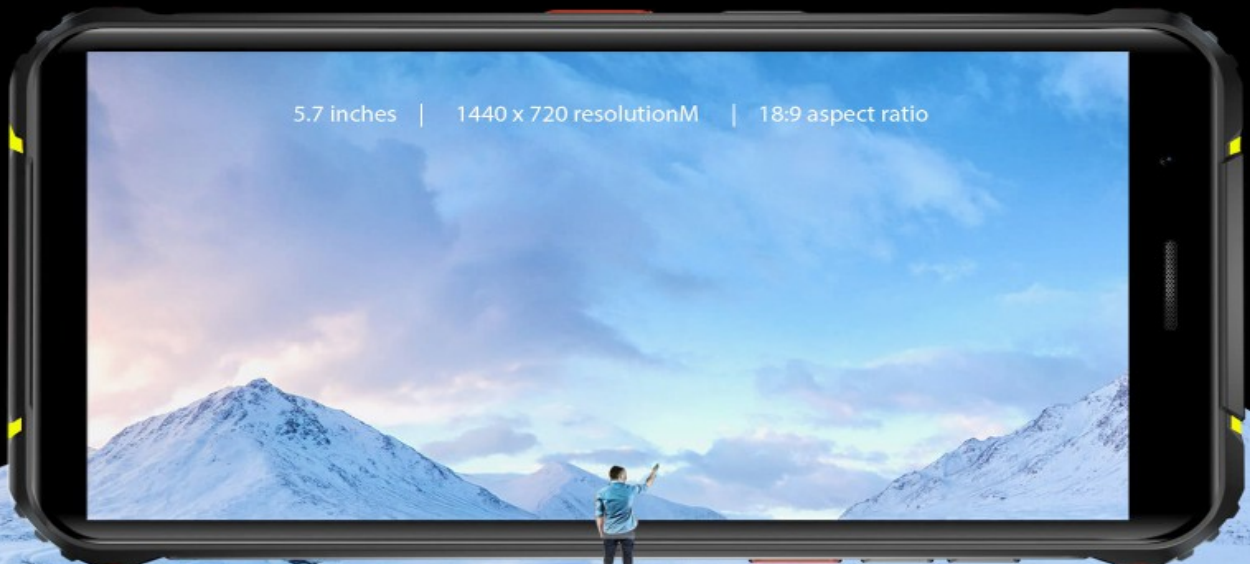 5.7 inches | 1440 x 720 resolutionM | 18:9 aspect ratio